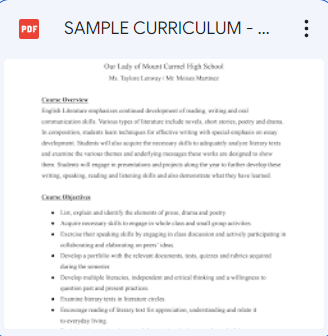 PDF
SAMPLE CURRICULUM - ...
Our Lady of Mount Carmel High School
Ms. Taylore Lanway / Mr. Moises Martinez
Course Overview
English Literature emphasizes continued development of reading, writing and oral
communication skills. Various types of literature include novels, short stories, poetry and drama.
In composition, students learn techniques for effective writing with special emphasis on essay
development. Students will also acquire the necessary skills to adequately analyze literary texts
and examine the various themes and underlying messages these works are designed to show
them. Students will engage in presentations and projects along the year to further develop these
writing, speaking, reading and listening skills and also demonstrate what they have learned.
Course Objectives
● List, explain and identify the elements of prose, drama and poetry.
● Acquire necessary skills to engage in whole class and small group activities.
● Exercise their speaking skills by engaging in class discussion and actively participating in
collaborating and elaborating on peers' ideas.
● Develop a portfolio with the relevant documents, tests, quizzes and rubrics acquired
during the semester.
● Develop multiple literacies, independent and critical thinking and a willingness to
question past and present practices.
● Examine literary texts in literature circles.
● Encourage reading of literary text for appreciation, understanding and relate it
to everyday living.